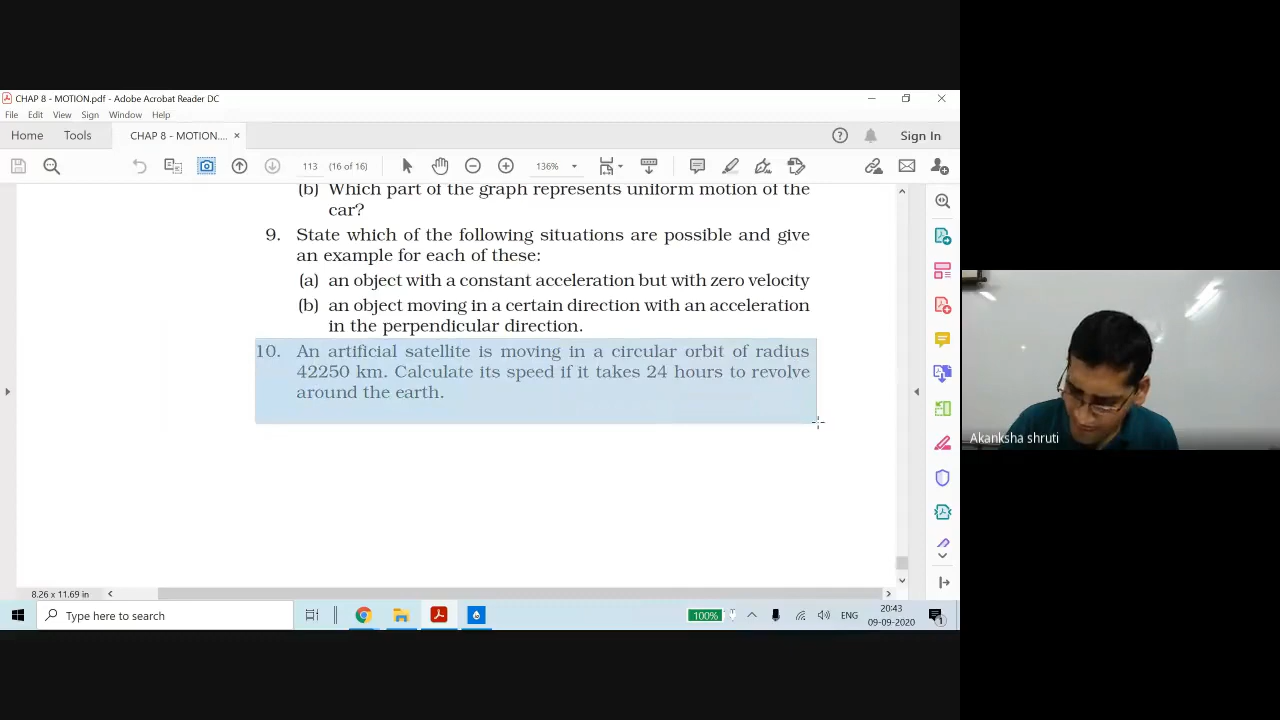 CHAP 8 - MOTION.pdf - Adobe Acrobat Reader DC
File Edit View Sign Window Help
Home Tools CHAP 8 - MOTION.... × Sign In
113 (16 of 16) 136%
(b) Which part of the graph represents uniform motion of the
car?
9. State which of the following situations are possible and give
an example for each of these:
(a) an object with a constant acceleration but with zero velocity
(b) an object moving in a certain direction with an acceleration
in the perpendicular direction.
10. An artificial satellite is moving in a circular orbit of radius
42250 km. Calculate its speed if it takes 24 hours to revolve
around the earth.
Akanksha shruti
8.26 x 11.69 in
Type here to search 100% ENG 20:43
09-09-2020 1